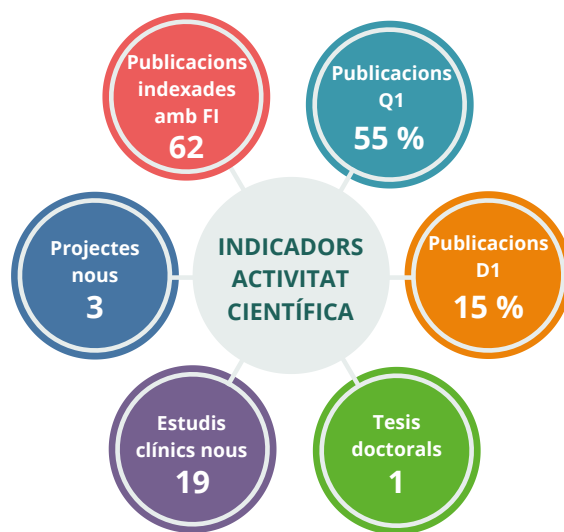 Publicacions
indexades
amb FI
62
Publicacions
Q1
55 %
Projectes
nous
3
INDICADORS
ACTIVITAT
CIENTÍFICA
Publicacions
D1
15 %
Estudis
clínics nous
19
Tesis
doctorals
1